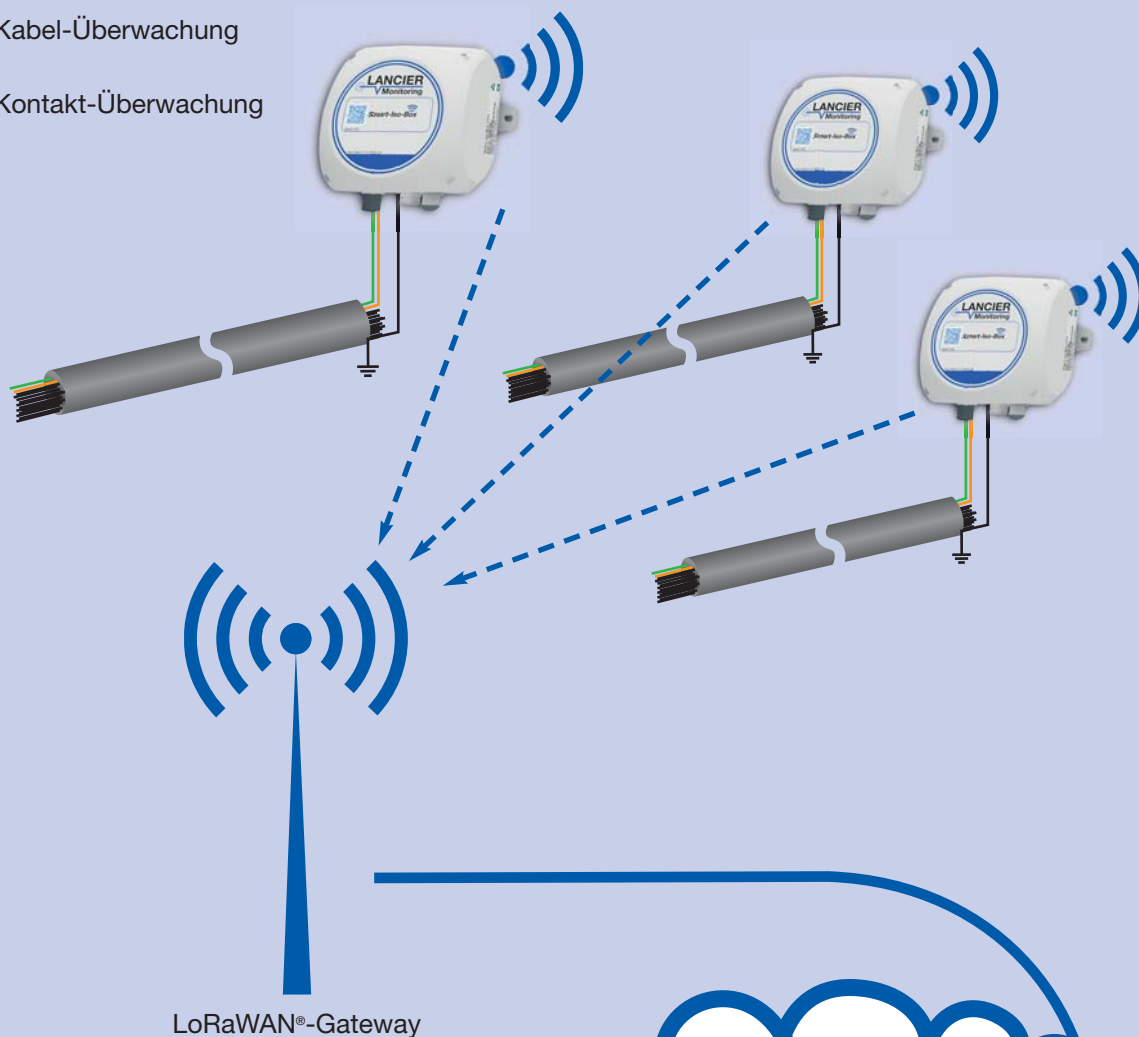 Kabel-Überwachung
Kontakt-Überwachung
LANCIER
Monitoring
Smart-Iso-Box
LANCIER
Monitoring
Smart-Iso-Box
LANCIER
Monitoring
Smart-Iso-Box
LoRaWAN®-Gateway